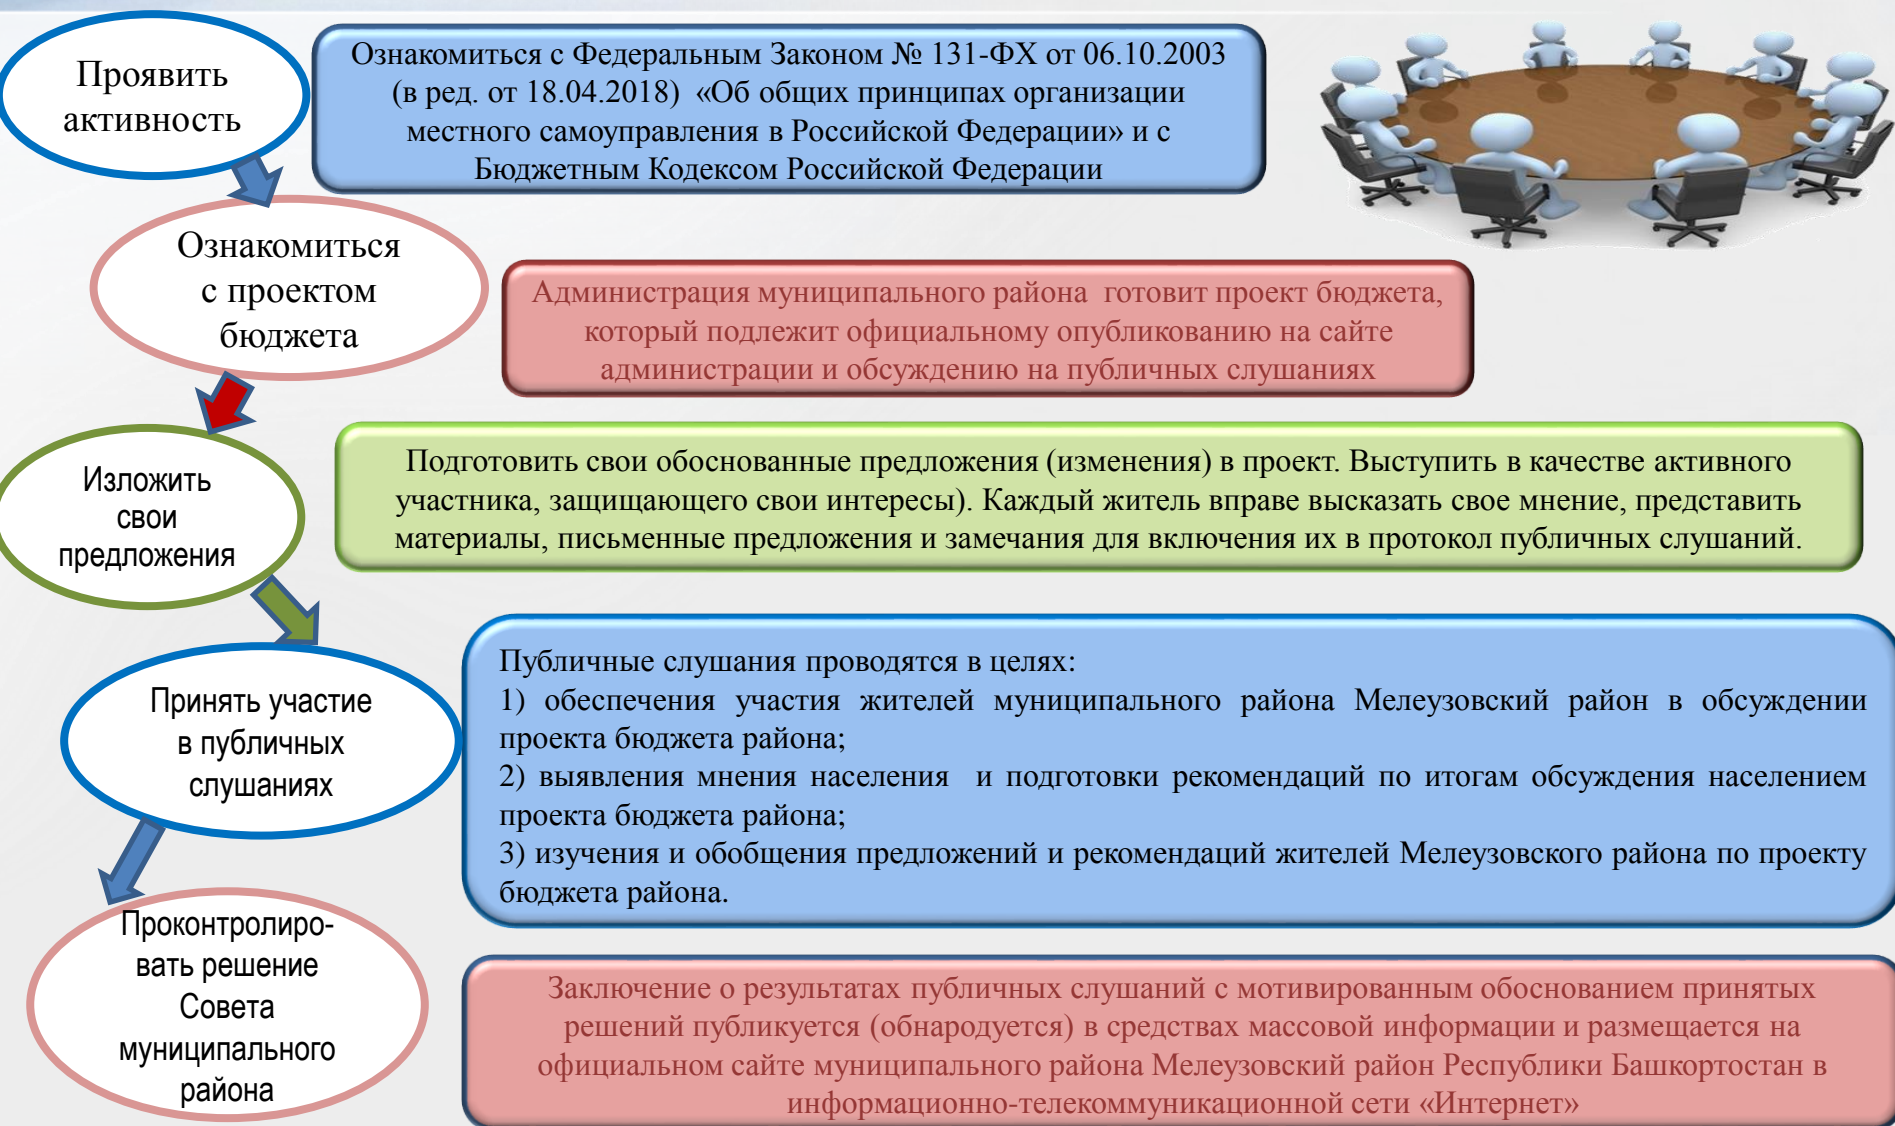 Проявить
активность
Ознакомиться с Федеральным Законом № 131-ФХ от 06.10.2003
(в ред. от 18.04.2018) «Об общих принципах организации
местного самоуправления в Российской Федерации» и с
Бюджетным Кодексом Российской Федерации
Ознакомиться
с проектом
бюджета
Администрация муниципального района готовит проект бюджета,
который подлежит официальному опубликованию на сайте
администрации и обсуждению на публичных слушаниях
Изложить
свои
предложения
Подготовить свои обоснованные предложения (изменения) в проект. Выступить в качестве активного
участника, защищающего свои интересы). Каждый житель вправе высказать свое мнение, представить
материалы, письменные предложения и замечания для включения их в протокол публичных слушаний.
Принять участие
в публичных
слушаниях
Публичные слушания проводятся в целях:
1) обеспечения участия жителей муниципального района Мелеузовский район в обсуждении
проекта бюджета района;
2) выявления мнения населения и подготовки рекомендаций по итогам обсуждения населением
проекта бюджета района;
3) изучения и обобщения предложений и рекомендаций жителей Мелеузовского района по проекту
бюджета района.
Проконтролиро-
вать решение
Совета
муниципального
района
Заключение о результатах публичных слушаний с мотивированным обоснованием принятых
решений публикуется (обнародуется) в средствах массовой информации и размещается на
официальном сайте муниципального района Мелеузовский район Республики Башкортостан в
информационно-телекоммуникационной сети «Интернет»